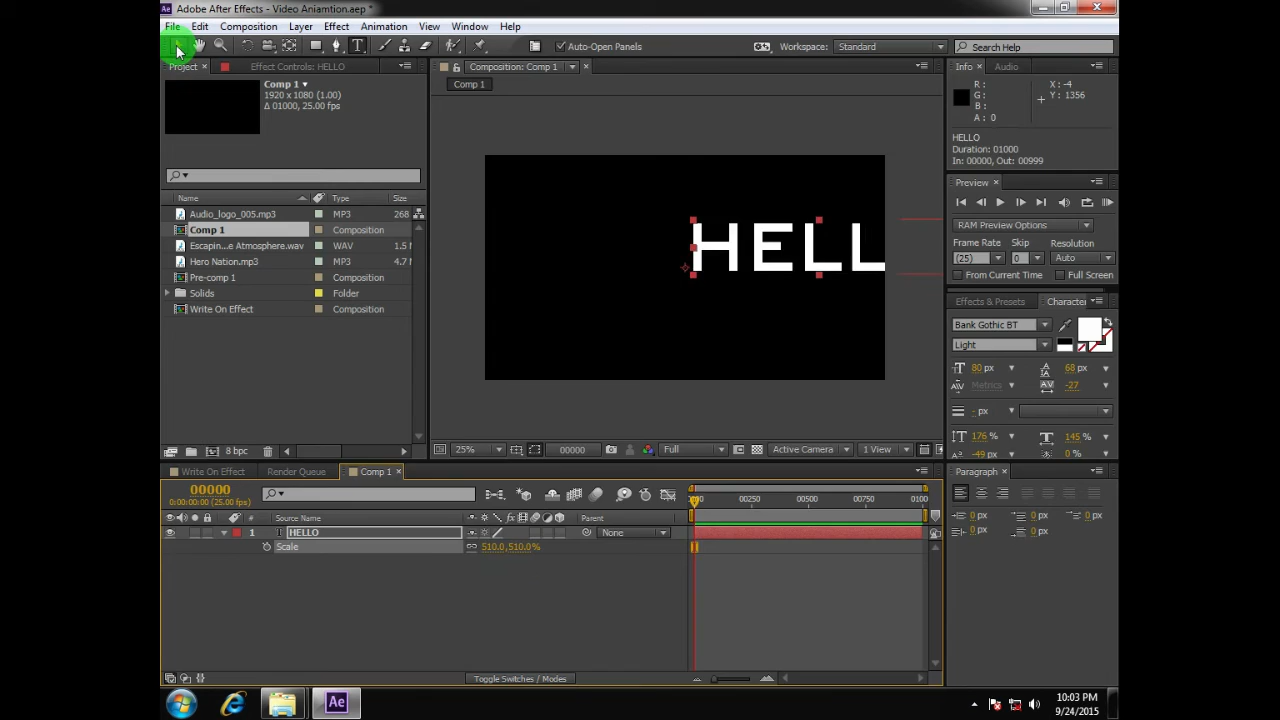 Adobe After Effects - Video Aniamtion.aep *
File Edit Composition Layer Effect Animation View Window Help
Auto-Open Panels
Workspace: Standard
Search Help
Project
Effect Controls: HELLO
Comp 1
1920 x 1080 (1.00)
Δ 01000, 25.00 fps
Name Type Size
Audio_logo_005.mp3 MP3 268
Comp 1 Composition
Escapin...e Atmosphere.wav WAV 1.5
Hero Nation.mp3 MP3 4.7
Pre-comp 1 Composition
Solids Folder
Write On Effect Composition
8 bpc
Composition: Comp 1
Comp 1
HELL
25%
00000
Full
Active Camera
1 View
Info
Audio
R :
G :
B :
A : 0
X : -4
Y : 1356
HELLO
Duration: 01000
In: 00000, Out: 00999
Preview
RAM Preview Options
Frame Rate Skip Resolution
(25) 0 Auto
From Current Time Full Screen
Effects & Presets
Character
Bank Gothic BT
Light
80 px
68 px
Metrics
-27
- px
176 %
145 %
-49 px
0 %
Write On Effect
Render Queue
Comp 1
00000
0:00:00:00 (25.00 fps)
00250 00500 00750 0100
# Source Name Parent
1 T HELLO None
Scale 510.0,510.0%
Toggle Switches / Modes
Paragraph
0 px 0 px 0 px
0 px 0 px
Ae
10:03 PM
9/24/2015